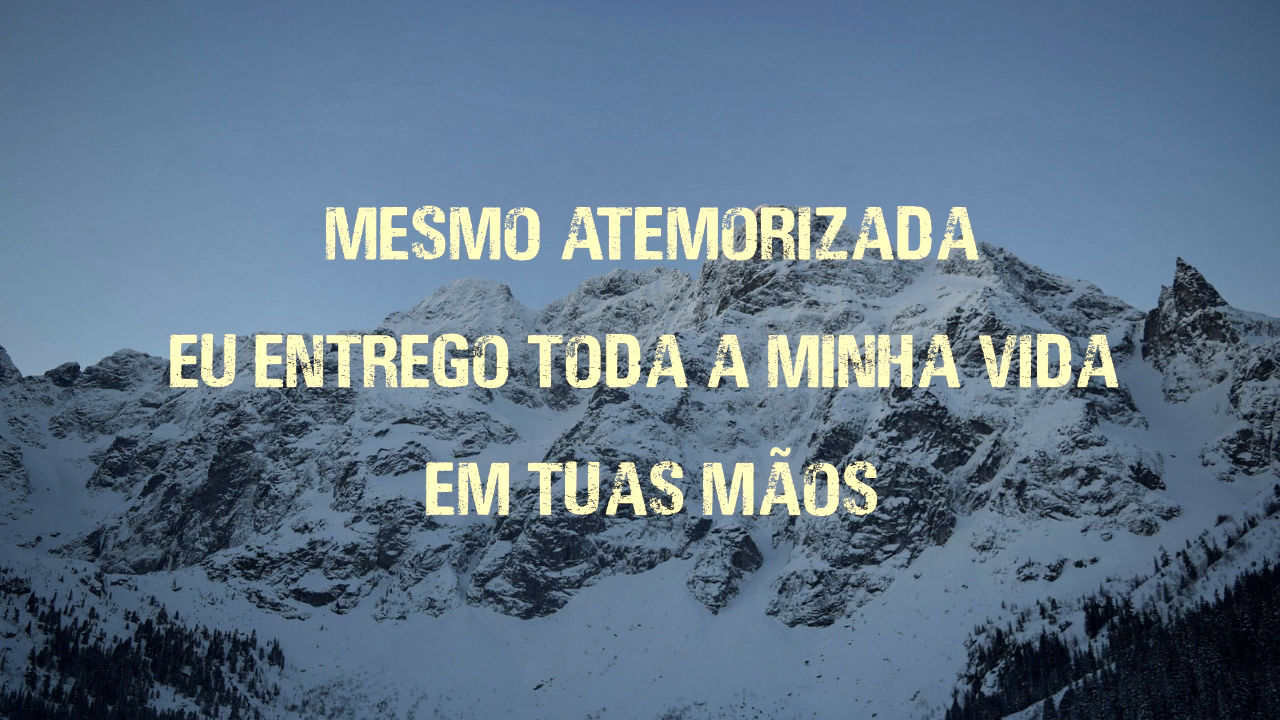 MESMO ATEMORIZADA
EU ENTREGO TODA A MINHA VIDA
EM TUAS MÃOS